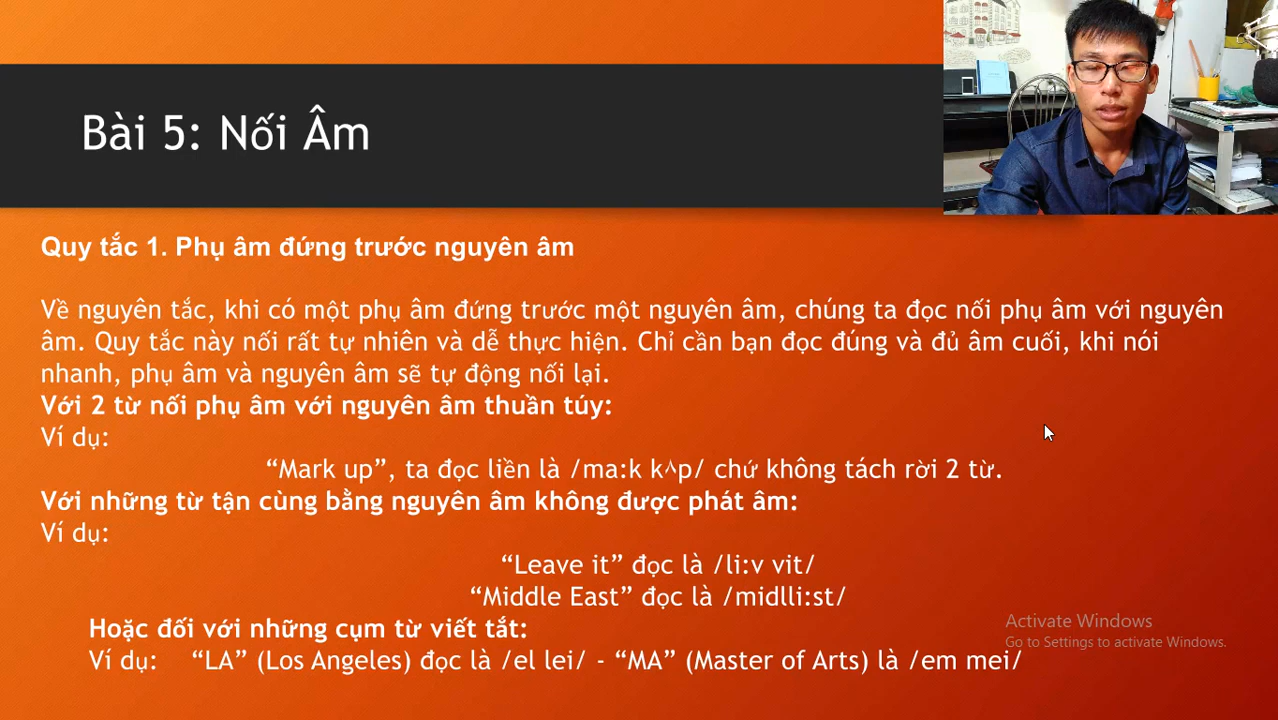 Bài 5: Nối Âm
Quy tắc 1. Phụ âm đứng trước nguyên âm
Về nguyên tắc, khi có một phụ âm đứng trước một nguyên âm, chúng ta đọc nối phụ âm với nguyên
âm. Quy tắc này nối rất tự nhiên và dễ thực hiện. Chỉ cần bạn đọc đúng và đủ âm cuối, khi nói
nhanh, phụ âm và nguyên âm sẽ tự động nối lại.
Với 2 từ nối phụ âm với nguyên âm thuần túy:
Ví dụ:
“Mark up”, ta đọc liền là /ma:k k^p/ chứ không tách rời 2 từ.
Với những từ tận cùng bằng nguyên âm không được phát âm:
Ví dụ:
“Leave it” đọc là /li:v vit/
“Middle East” đọc là /midlli:st/
Hoặc đối với những cụm từ viết tắt:
Ví dụ: “LA” (Los Angeles) đọc là /el lei/ - “MA” (Master of Arts) là /em mei/
Activate Windows
Go to Settings to activate Windows.